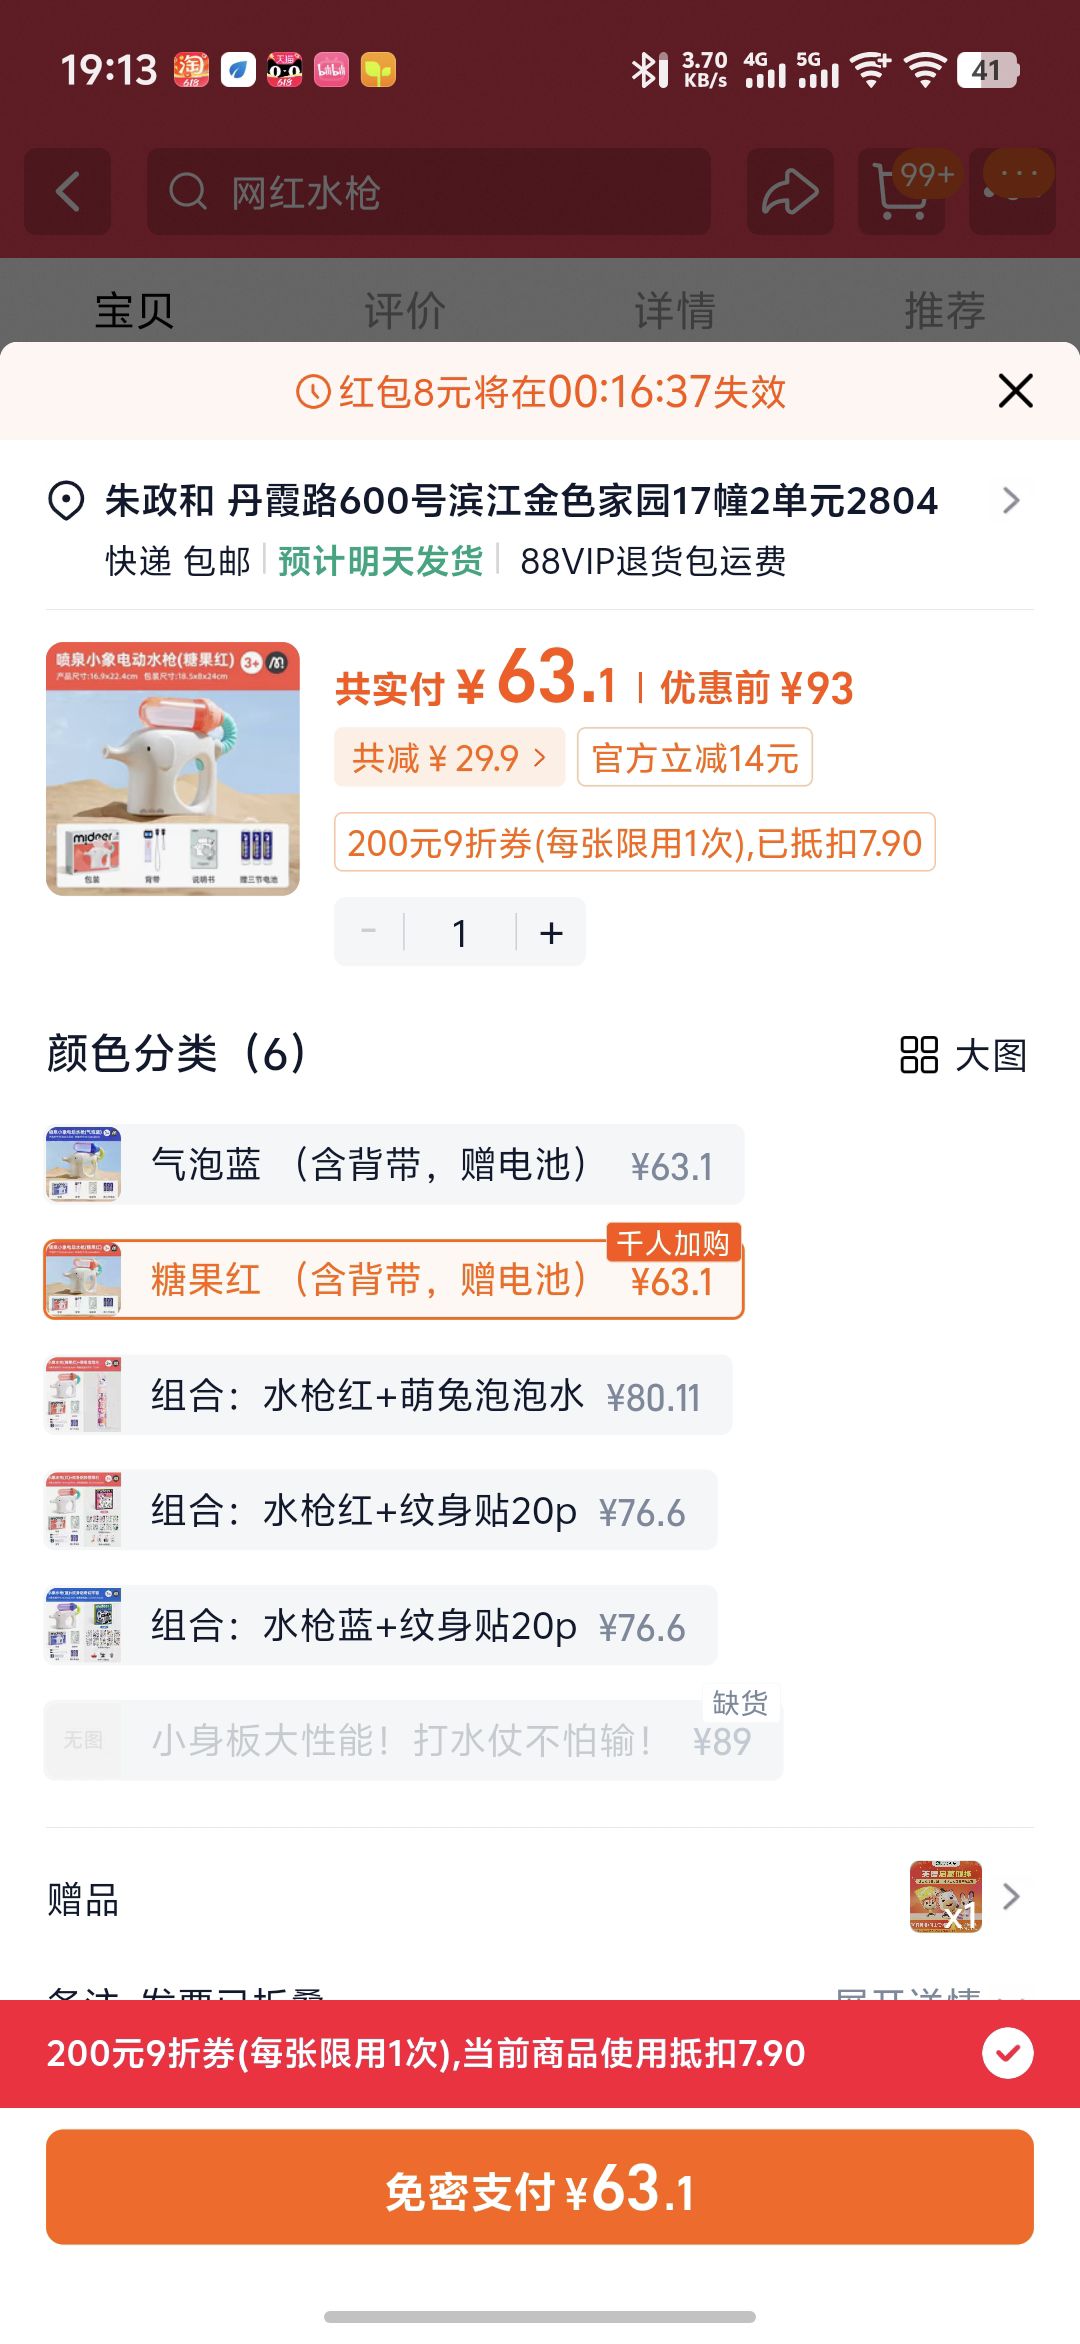 19:13
3.70 KB/s 4G 5G 41
网红水枪
99+
宝贝 评价 详情 推荐
红包8元将在00:16:37失效
朱政和 丹霞路600号滨江金色家园17幢2单元2804
快递 包邮 预计明天发货 88VIP退货包运费
喷泉小象电动水枪(糖果红) 3+
产品尺寸:16.9x22.4cm 包装尺寸:18.5x8x24cm
mideer
包装 背带 说明书 赠三节电池
共实付 ¥63.1 优惠前 ¥93
共减 ¥29.9 官方立减14元
200元9折券(每张限用1次),已抵扣7.90
1
颜色分类（6）
大图
气泡蓝 （含背带，赠电池） ¥63.1
千人加购
糖果红 （含背带，赠电池） ¥63.1
组合：水枪红+萌兔泡泡水 ¥80.11
组合：水枪红+纹身贴20p ¥76.6
组合：水枪蓝+纹身贴20p ¥76.6
缺货
无图 小身板大性能！打水仗不怕输！ ¥89
赠品
x1
200元9折券(每张限用1次),当前商品使用抵扣7.90
免密支付 ¥63.1